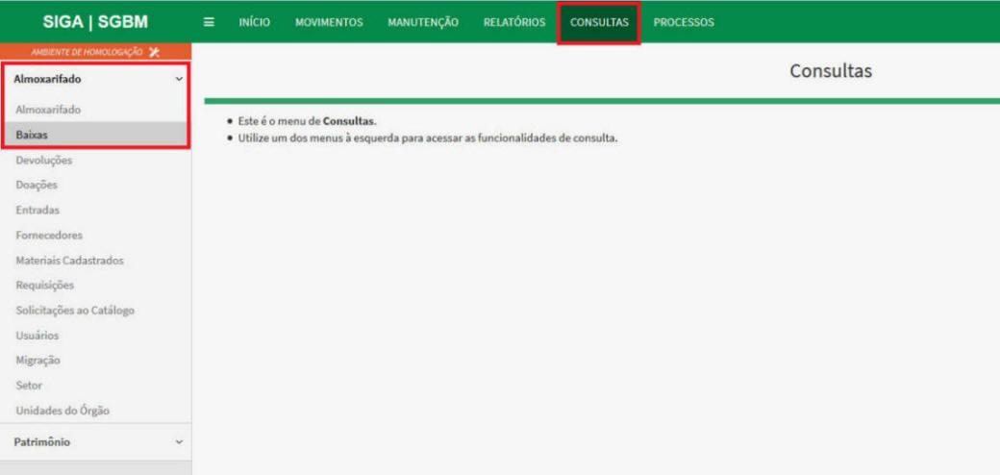 SIGA | SGBM
INÍCIO MOVIMENTOS MANUTENÇÃO RELATÓRIOS CONSULTAS PROCESSOS
AMBIENTE DE HOMOLOGAÇÃO
Almoxarifado
Almoxarifado
Baixas
Devoluções
Doações
Entradas
Fornecedores
Materiais Cadastrados
Requisições
Solicitações ao Catálogo
Usuários
Migração
Setor
Unidades do Órgão
Patrimônio
Consultas
• Este é o menu de Consultas.
• Utilize um dos menus à esquerda para acessar as funcionalidades de consulta.